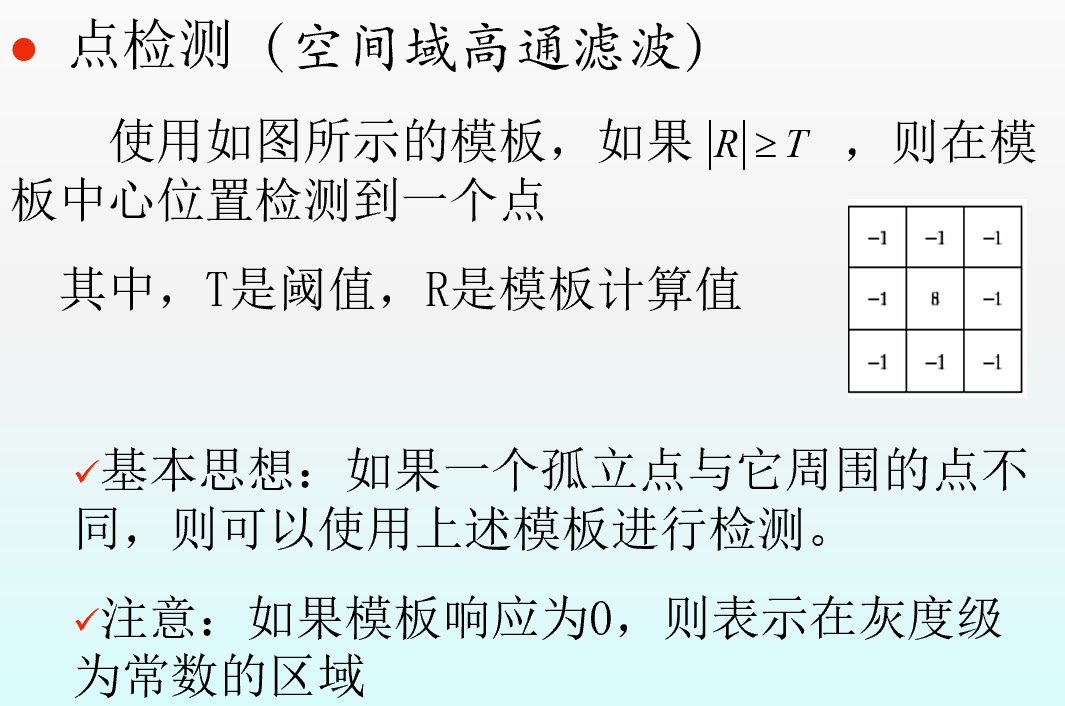 点检测（空间域高通滤波）
使用如图所示的模板，如果 |R| ≥ T ，则在模
板中心位置检测到一个点
其中，T是阈值，R是模板计算值
-1 -1 -1
-1 8 -1
-1 -1 -1
✓基本思想：如果一个孤立点与它周围的点不
同，则可以使用上述模板进行检测。
✓注意：如果模板响应为0，则表示在灰度级
为常数的区域